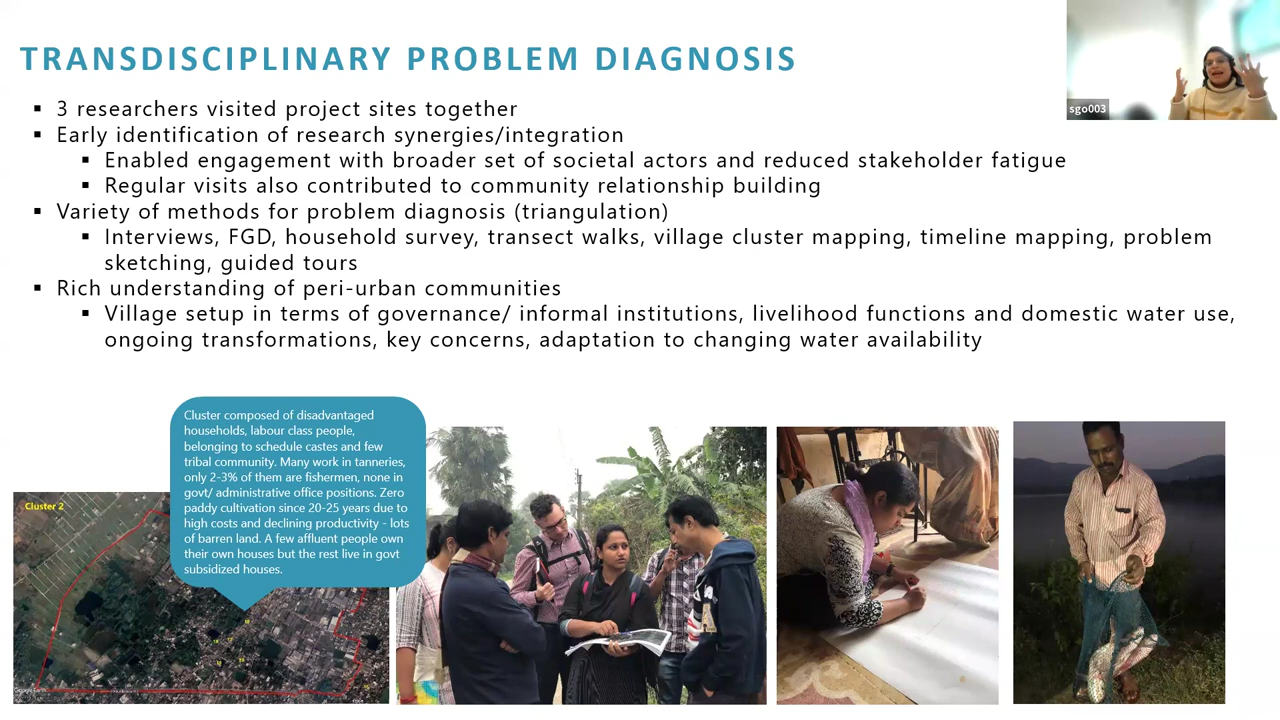 TRANSDISCIPLINARY PROBLEM DIAGNOSIS
sgo003
▪ 3 researchers visited project sites together
▪ Early identification of research synergies/integration
▪ Enabled engagement with broader set of societal actors and reduced stakeholder fatigue
▪ Regular visits also contributed to community relationship building
▪ Variety of methods for problem diagnosis (triangulation)
▪ Interviews, FGD, household survey, transect walks, village cluster mapping, timeline mapping, problem
sketching, guided tours
▪ Rich understanding of peri-urban communities
▪ Village setup in terms of governance/ informal institutions, livelihood functions and domestic water use,
ongoing transformations, key concerns, adaptation to changing water availability
Cluster composed of disadvantaged
households, labour class people,
belonging to schedule castes and few
tribal community. Many work in tanneries,
only 2-3% of them are fishermen, none in
govt/ administrative office positions. Zero
paddy cultivation since 20-25 years due to
high costs and declining productivity - lots
of barren land. A few affluent people own
their own houses but the rest live in govt
subsidized houses.
Cluster 2
Google Earth